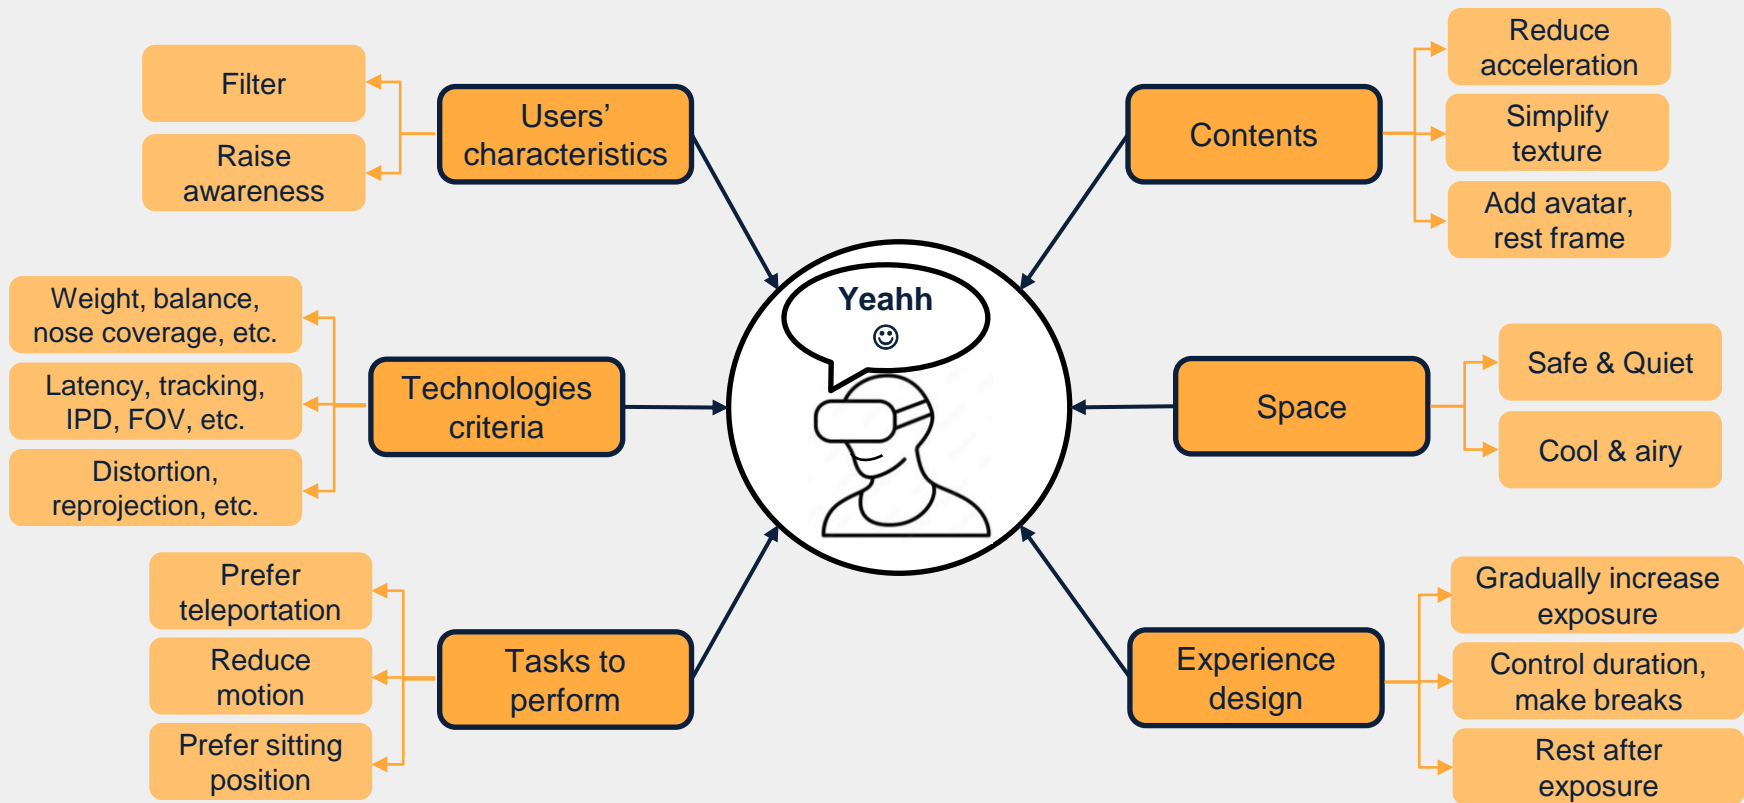 Filter
Raise
awareness
Users’
characteristics
Weight, balance,
nose coverage, etc.
Latency, tracking,
IPD, FOV, etc.
Distortion,
reprojection, etc.
Technologies
criteria
Prefer
teleportation
Reduce
motion
Prefer sitting
position
Tasks to
perform
Yeahh
☺
Contents
Reduce
acceleration
Simplify
texture
Add avatar,
rest frame
Space
Safe & Quiet
Cool & airy
Experience
design
Gradually increase
exposure
Control duration,
make breaks
Rest after
exposure